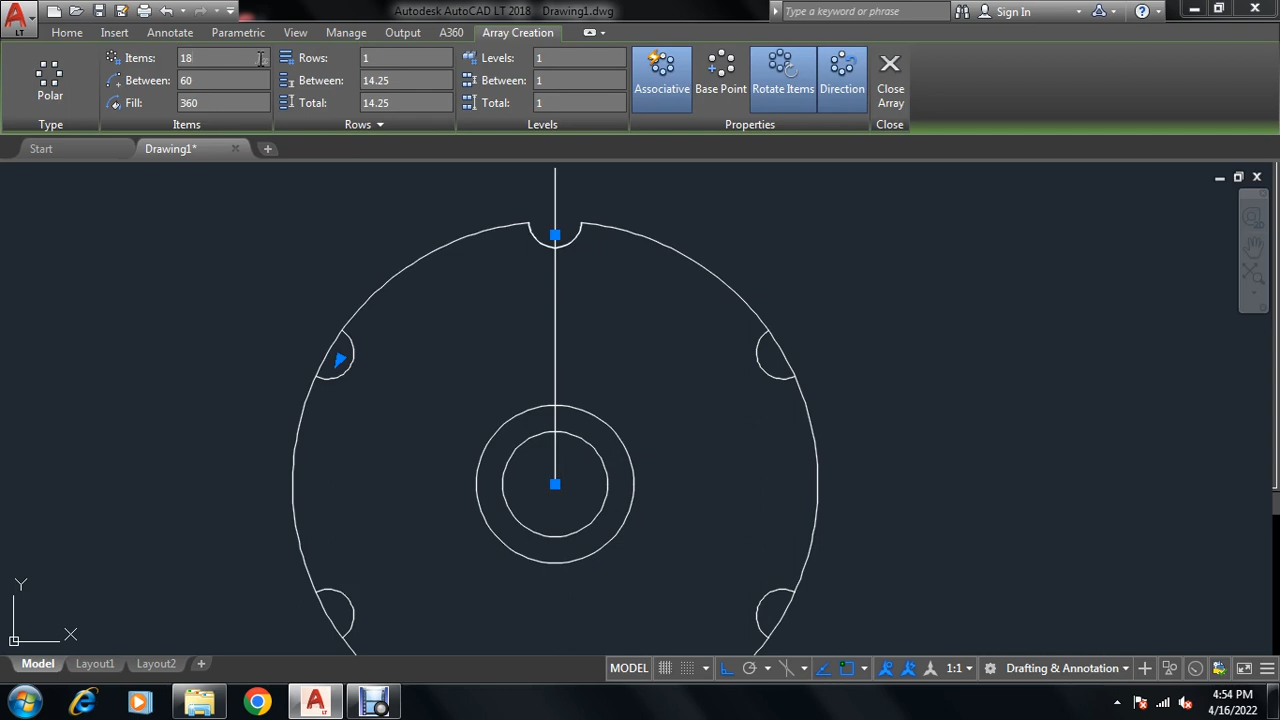 Autodesk AutoCAD LT 2018 Drawing1.dwg
Type a keyword or phrase
Sign In
LT
Home Insert Annotate Parametric View Manage Output A360 Array Creation
Items: 18 Rows: 1 Levels: 1
Between: 60 Between: 14.25 Between: 1
Fill: 360 Total: 14.25 Total: 1
Polar
Associative Base Point Rotate Items Direction Close Array
Type Items Rows Levels Properties Close
Start Drawing1* +
Y
X
Model Layout1 Layout2 +
MODEL 1:1 Drafting & Annotation
LT
4:54 PM
4/16/2022